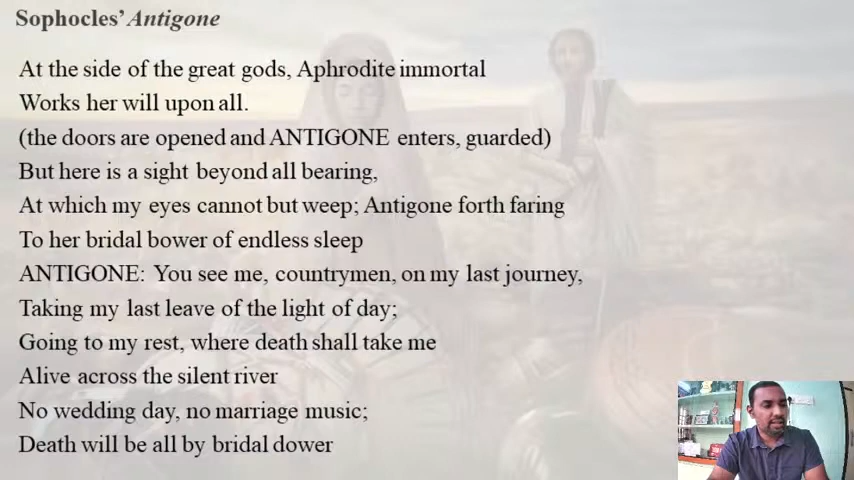 Sophocles' Antigone
At the side of the great gods, Aphrodite immortal
Works her will upon all.
(the doors are opened and ANTIGONE enters, guarded)
But here is a sight beyond all bearing,
At which my eyes cannot but weep; Antigone forth faring
To her bridal bower of endless sleep
ANTIGONE: You see me, countrymen, on my last journey,
Taking my last leave of the light of day;
Going to my rest, where death shall take me
Alive across the silent river
No wedding day, no marriage music;
Death will be all by bridal dower